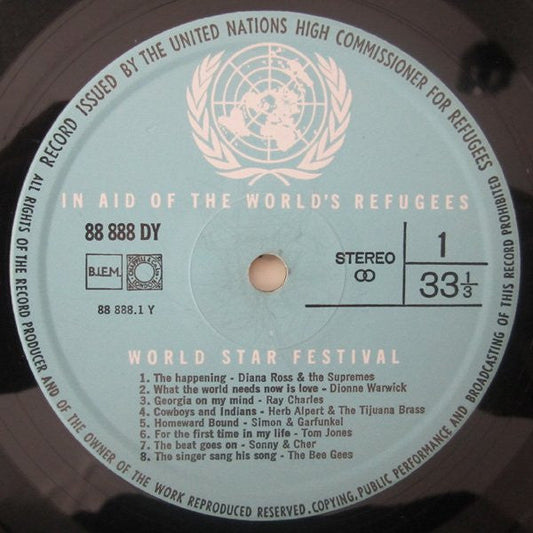 RECORD ISSUED BY THE UNITED NATIONS HIGH COMMISSIONER FOR REFUGEES
ALL RIGHTS OF THE RECORD PRODUCER AND OF THE OWNER OF THE WORK REPRODUCED RESERVED. COPYING, PUBLIC PERFORMANCE AND BROADCASTING OF THIS RECORD PROHIBITED
IN AID OF THE WORLD'S REFUGEES
88 888 DY
B.I.E.M.
88 888.1 Y
STEREO
1
33 1/3
WORLD STAR FESTIVAL
1. The happening - Diana Ross & the Supremes
2. What the world needs now is love - Dionne Warwick
3. Georgia on my mind - Ray Charles
4. Cowboys and Indians - Herb Alpert & The Tijuana Brass
5. Homeward Bound - Simon & Garfunkel
6. For the first time in my life - Tom Jones
7. The beat goes on - Sonny & Cher
8. The singer sang his song - The Bee Gees